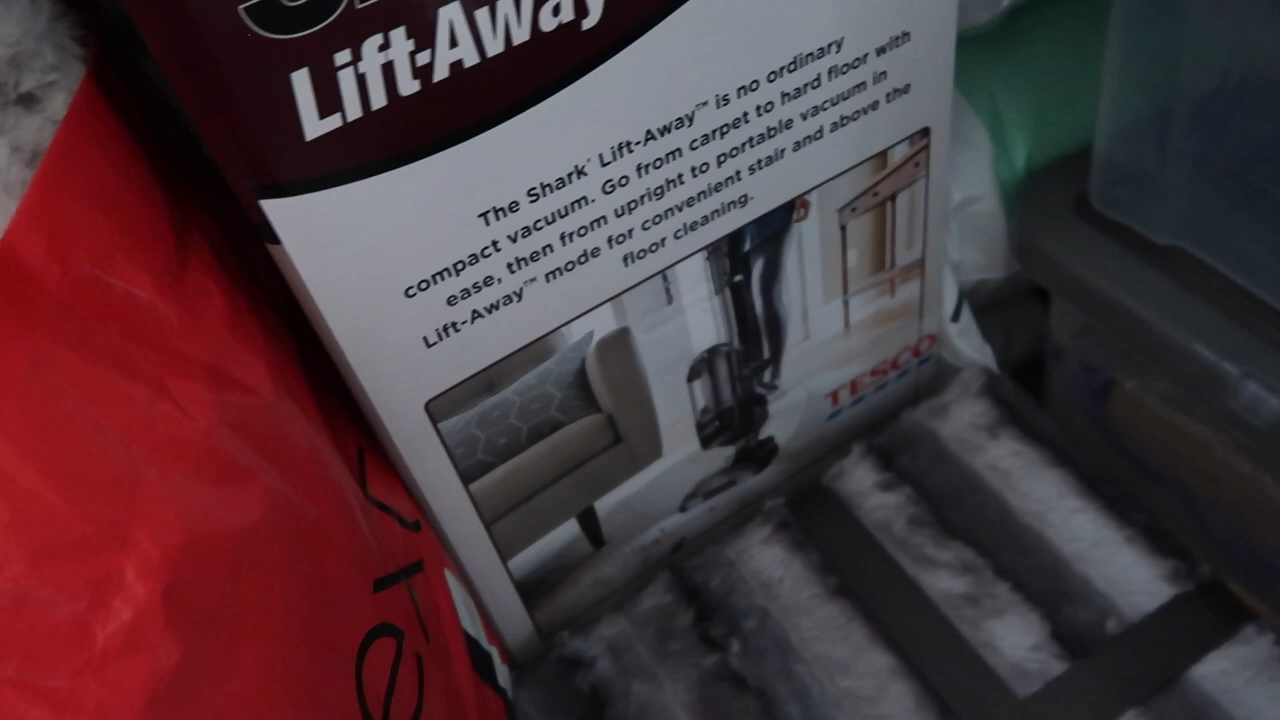 Lift-Away
The Shark® Lift-Away™ is no ordinary
compact vacuum. Go from carpet to hard floor with
ease, then from upright to portable vacuum in
Lift-Away™ mode for convenient stair and above the
floor cleaning.
TESCO